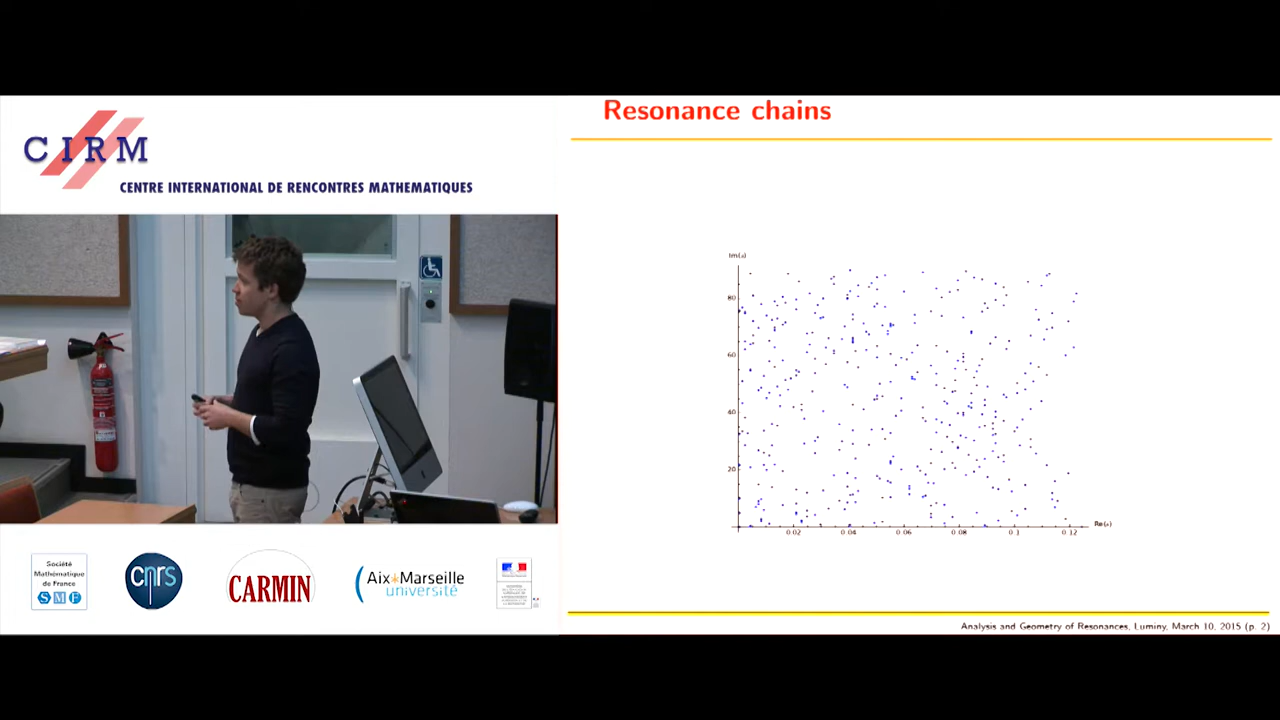 CIRM
CENTRE INTERNATIONAL DE RENCONTRES MATHEMATIQUES
Société
Mathématique
de France
SMF
cnrs
CARMIN
Aix*Marseille
université
Resonance chains
Im(s)
80
60
40
20
0.02 0.04 0.06 0.08 0.1 0.12
Re(s)
Analysis and Geometry of Resonances, Luminy, March 10, 2015 (p. 2)